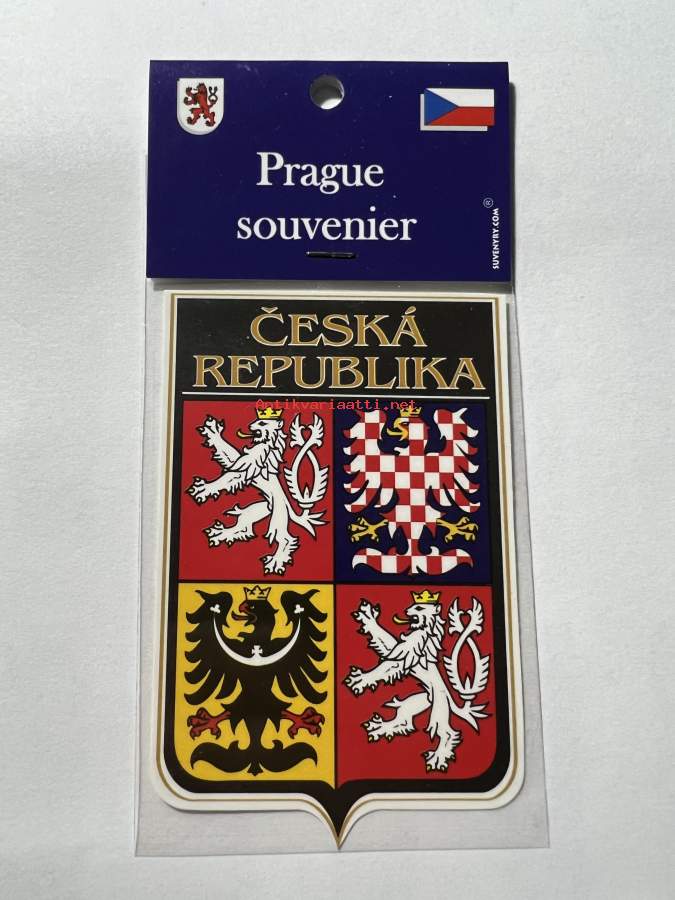 Prague
souvenier
SUVENYRY.COM®
ČESKÁ
REPUBLIKA
Antikvariaatti.net